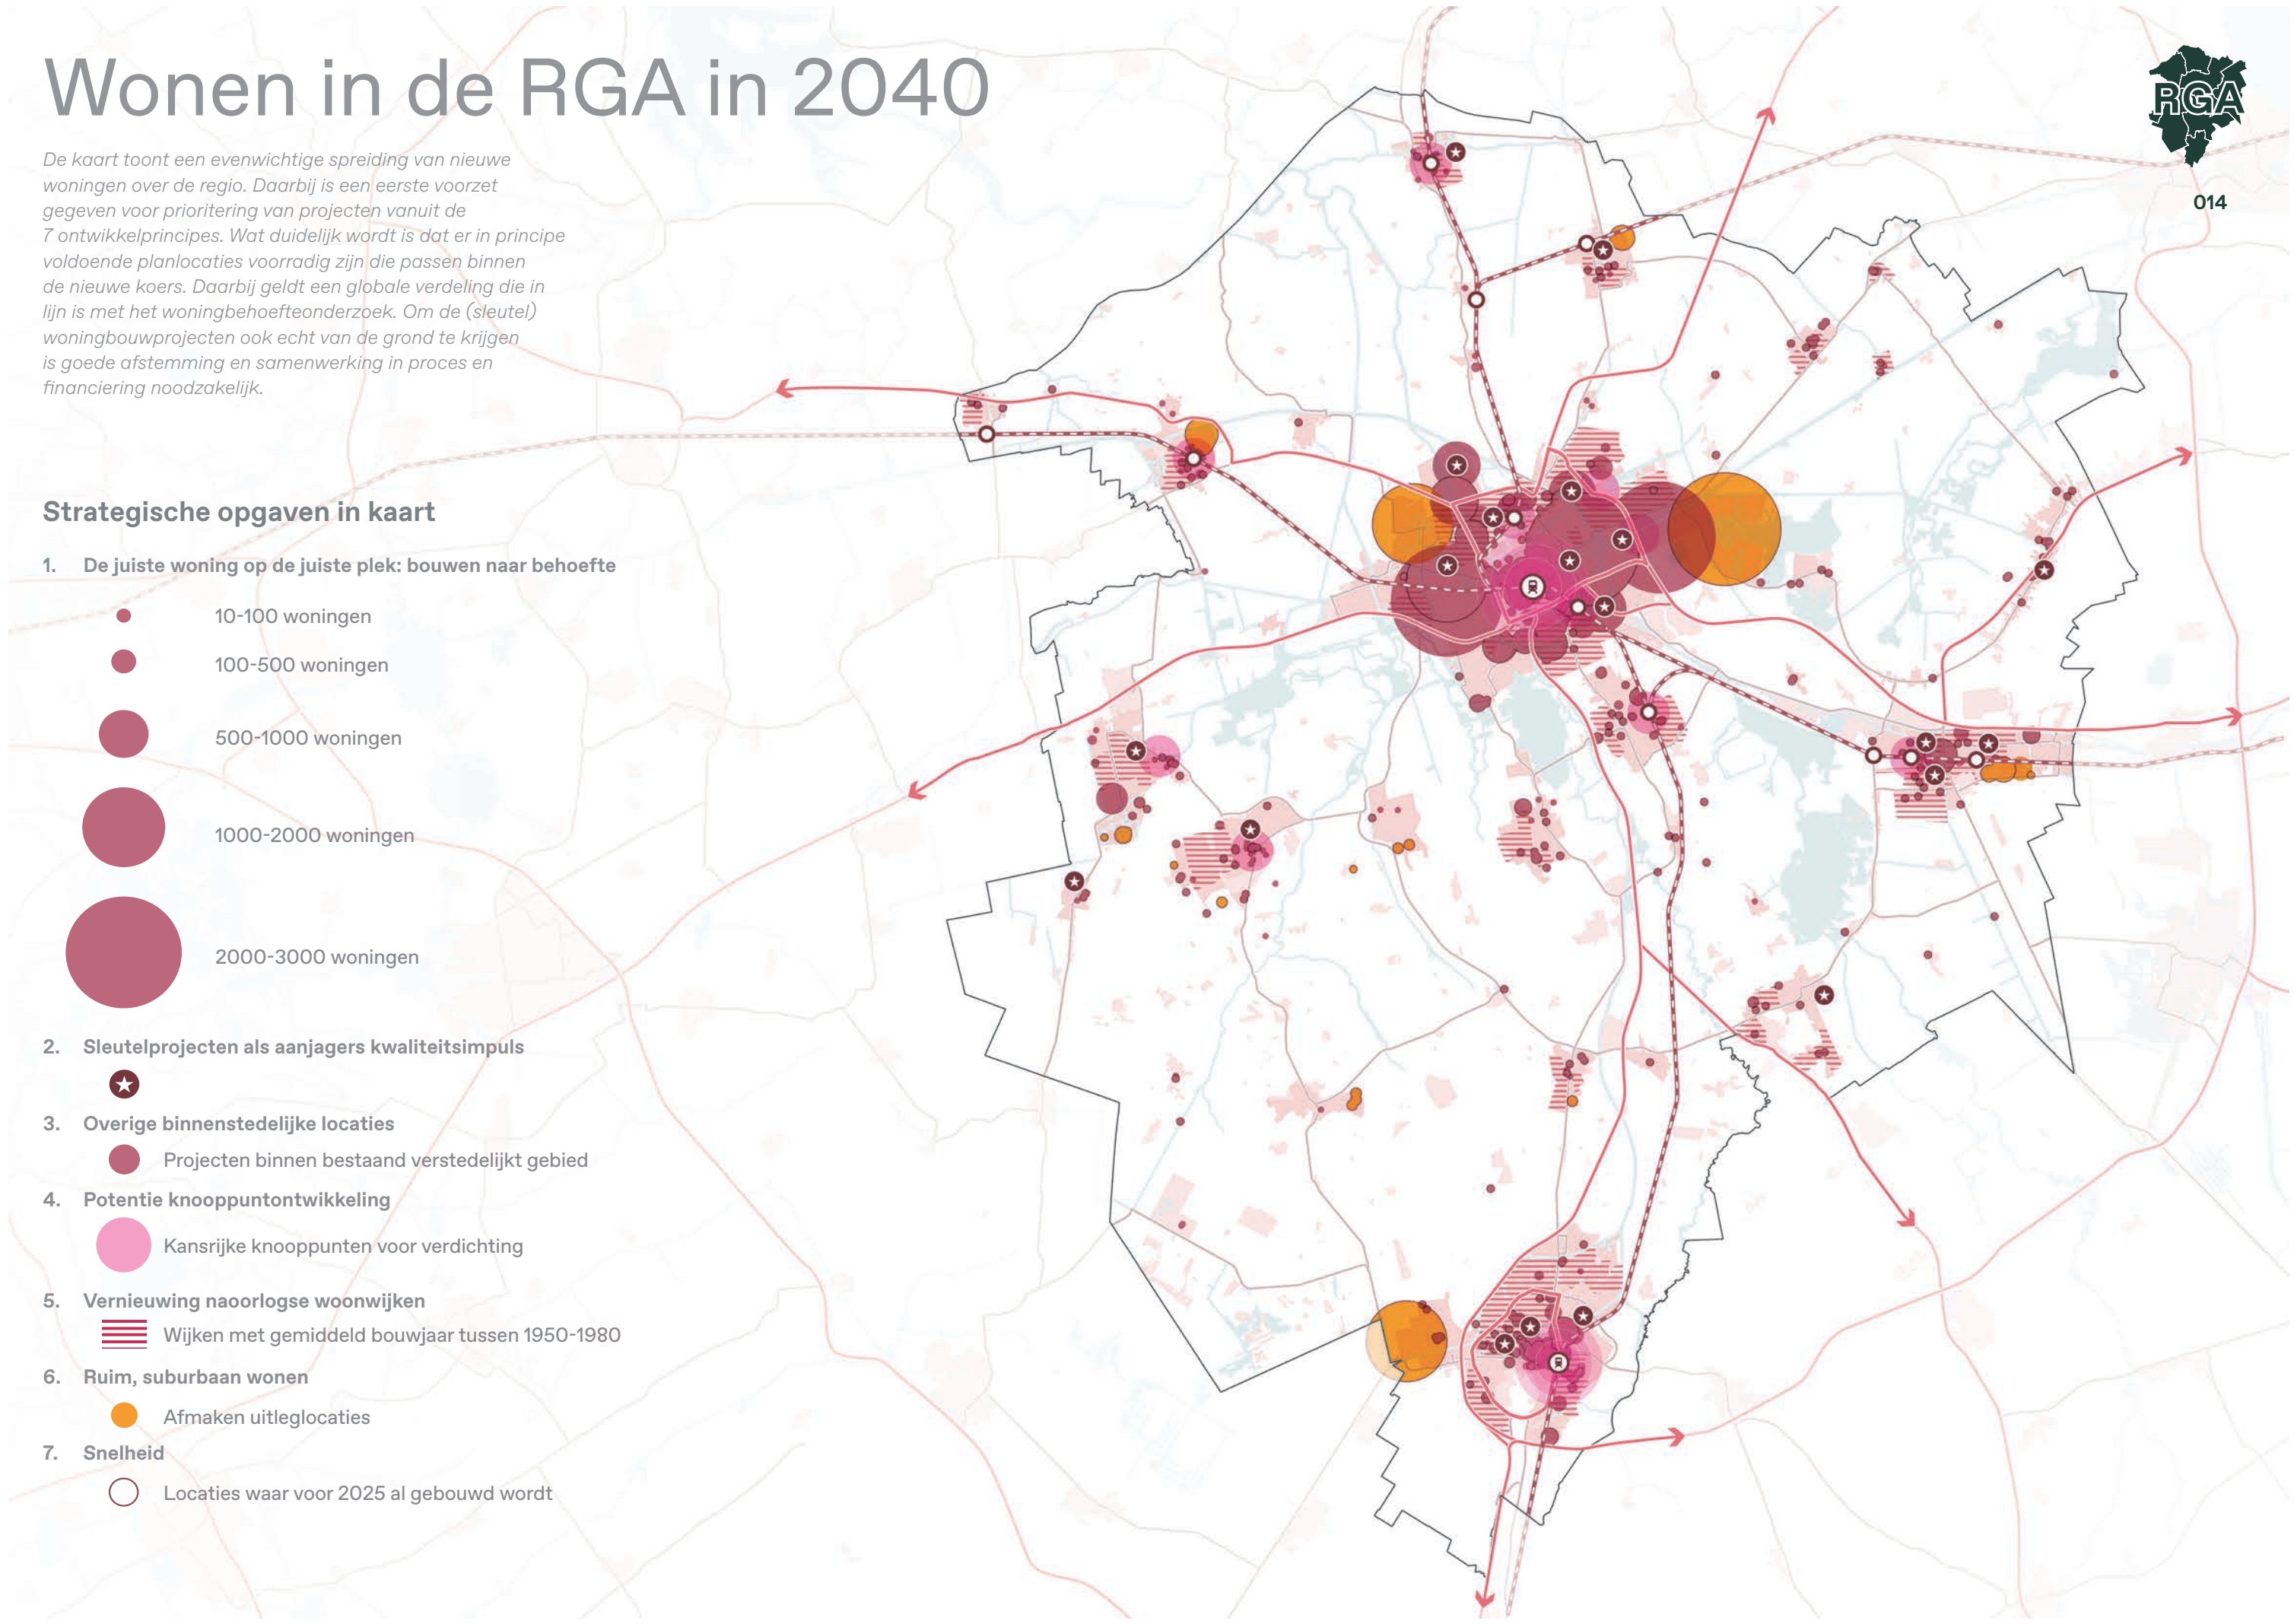 Wonen in de RGA in 2040
De kaart toont een evenwichtige spreiding van nieuwe
woningen over de regio. Daarbij is een eerste voorzet
gegeven voor prioritering van projecten vanuit de
7 ontwikkelprincipes. Wat duidelijk wordt is dat er in principe
voldoende planlocaties voorradig zijn die passen binnen
de nieuwe koers. Daarbij geldt een globale verdeling die in
lijn is met het woningbehoefteonderzoek. Om de (sleutel)
woningbouwprojecten ook echt van de grond te krijgen
is goede afstemming en samenwerking in proces en
financiering noodzakelijk.
Strategische opgaven in kaart
1. De juiste woning op de juiste plek: bouwen naar behoefte
10-100 woningen
100-500 woningen
500-1000 woningen
1000-2000 woningen
2000-3000 woningen
2. Sleutelprojecten als aanjagers kwaliteitsimpuls
3. Overige binnenstedelijke locaties
Projecten binnen bestaand verstedelijkt gebied
4. Potentie knooppuntontwikkeling
Kansrijke knooppunten voor verdichting
5. Vernieuwing naoorlogse woonwijken
Wijken met gemiddeld bouwjaar tussen 1950-1980
6. Ruim, suburbaan wonen
Afmaken uitleglocaties
7. Snelheid
Locaties waar voor 2025 al gebouwd wordt
RGA
014